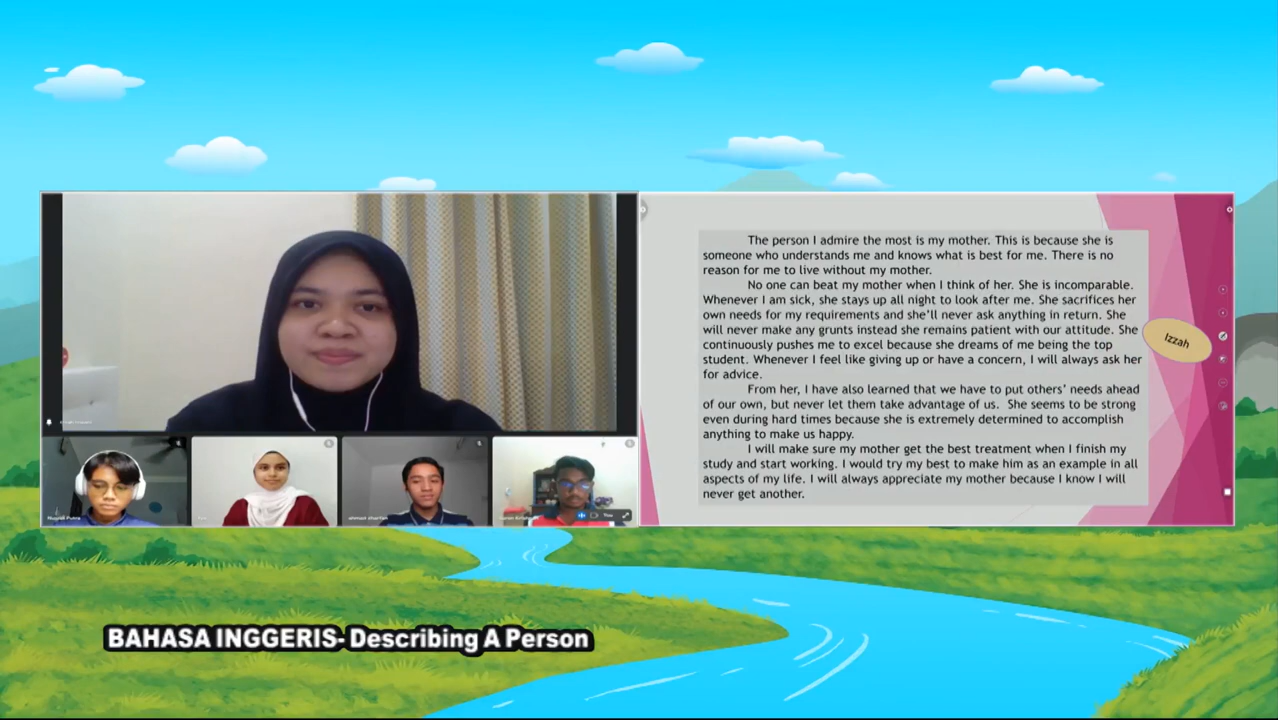 The person I admire the most is my mother. This is because she is
someone who understands me and knows what is best for me. There is no
reason for me to live without my mother.
No one can beat my mother when I think of her. She is incomparable.
Whenever I am sick, she stays up all night to look after me. She sacrifices her
own needs for my requirements and she'll never ask anything in return. She
will never make any grunts instead she remains patient with our attitude. She
continuously pushes me to excel because she dreams of me being the top
student. Whenever I feel like giving up or have a concern, I will always ask her
for advice.
From her, I have also learned that we have to put others' needs ahead
of our own, but never let them take advantage of us. She seems to be strong
even during hard times because she is extremely determined to accomplish
anything to make us happy.
I will make sure my mother get the best treatment when I finish my
study and start working. I would try my best to make him as an example in all
aspects of my life. I will always appreciate my mother because I know I will
never get another.
Izzah
You
BAHASA INGGERIS- Describing A Person